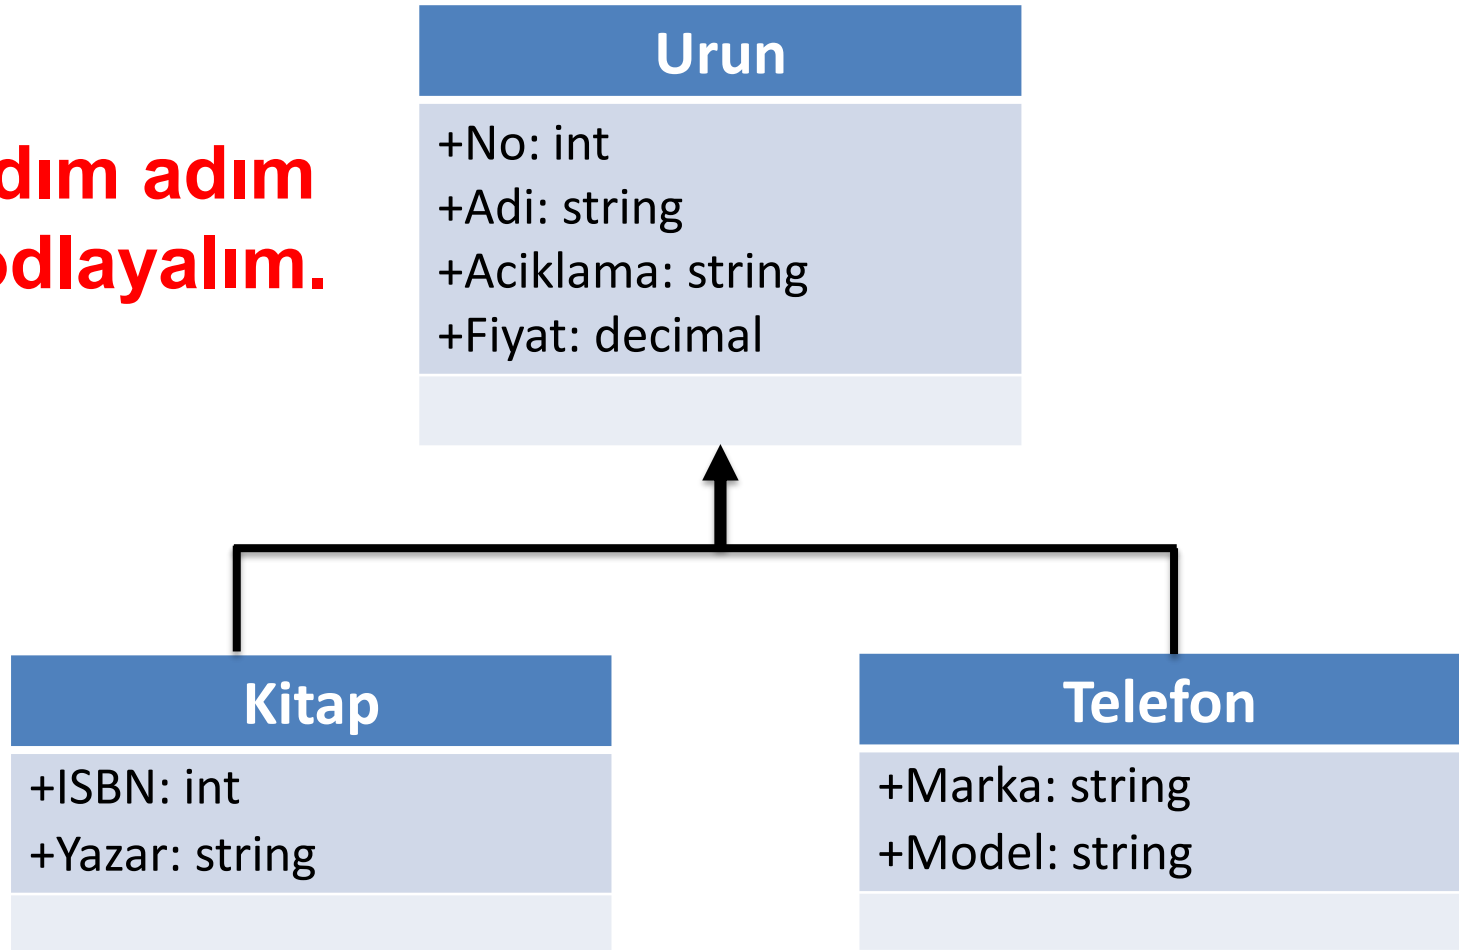 Urun
dım adım
odlayalım.
+No: int
+Adi: string
+Aciklama: string
+Fiyat: decimal
Kitap
+ISBN: int
+Yazar: string
Telefon
+Marka: string
+Model: string